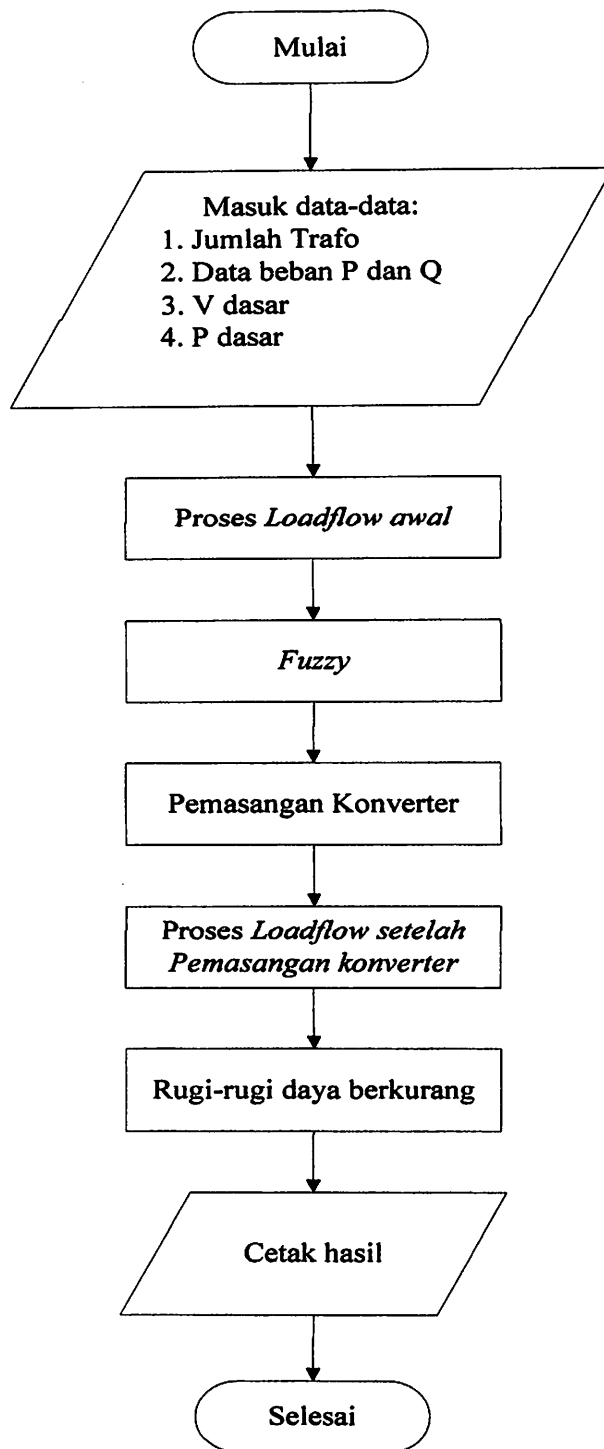 Mulai
Masuk data-data:
1. Jumlah Trafo
2. Data beban P dan Q
3. V dasar
4. P dasar
Proses Loadflow awal
Fuzzy
Pemasangan Konverter
Proses Loadflow setelah
Pemasangan konverter
Rugi-rugi daya berkurang
Cetak hasil
Selesai